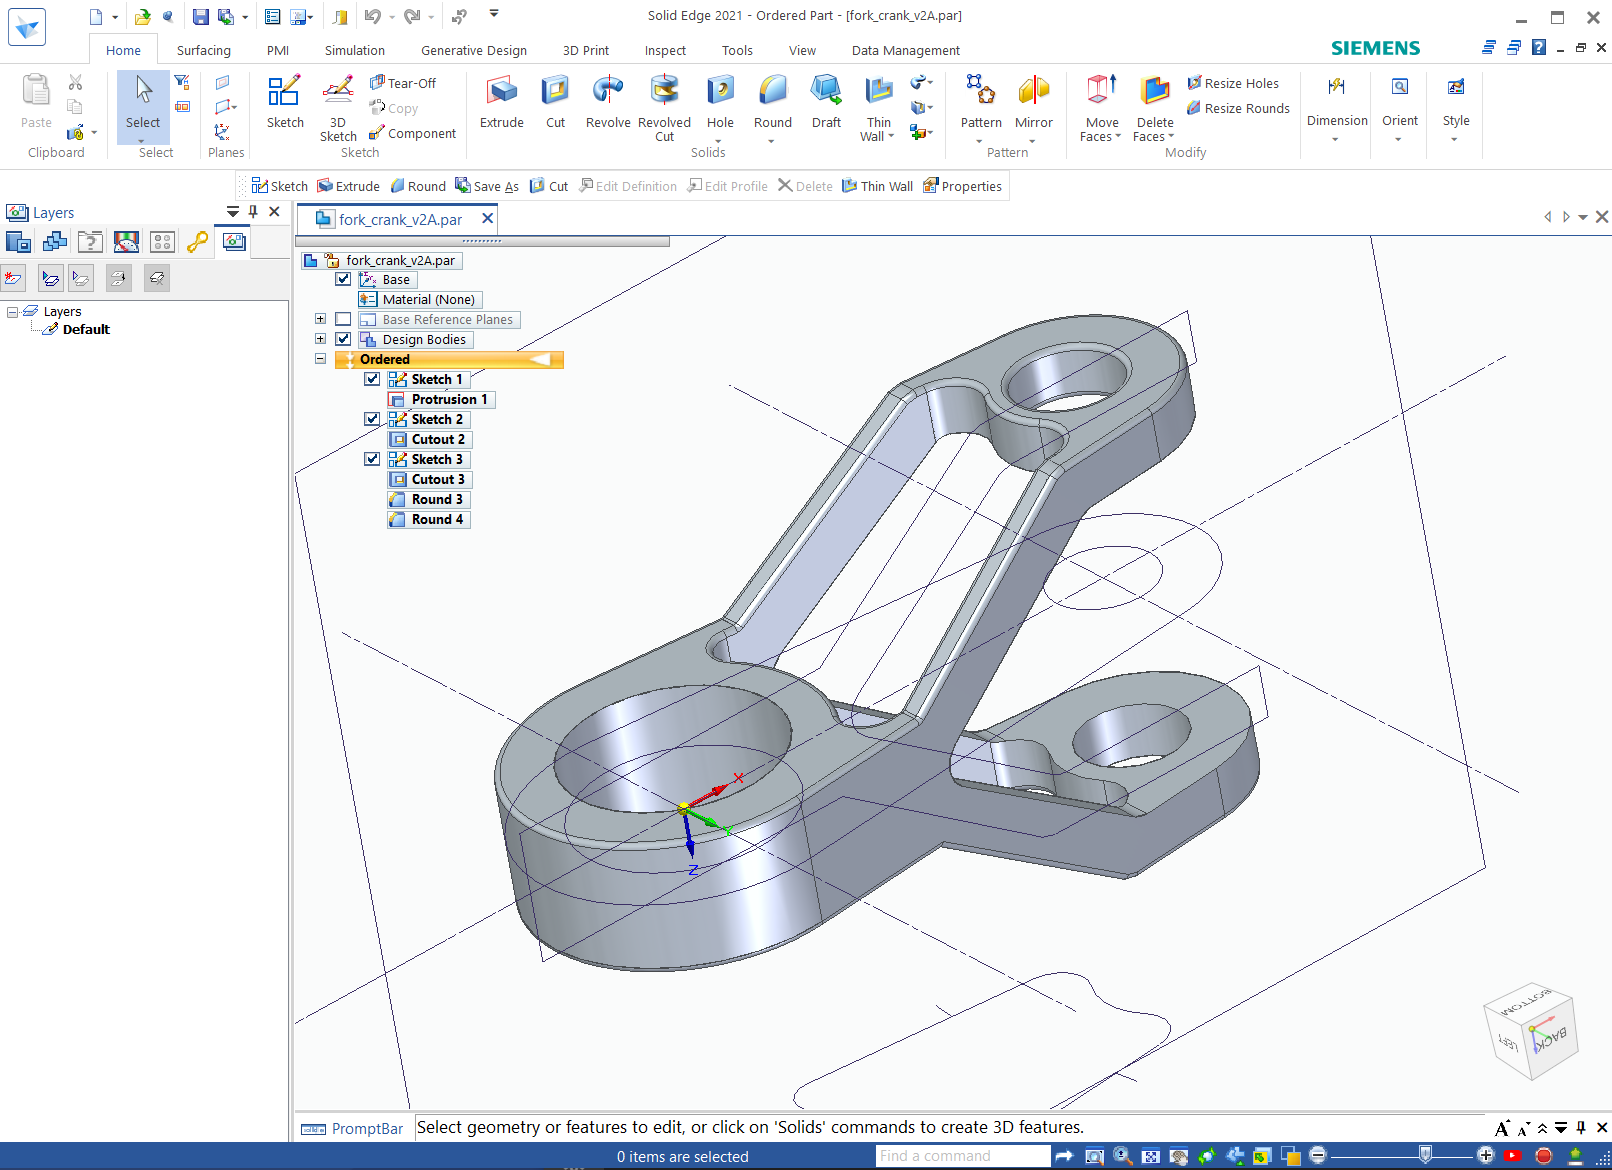 Solid Edge 2021 - Ordered Part - [fork_crank_v2A.par]
Home Surfacing PMI Simulation Generative Design 3D Print Inspect Tools View Data Management
SIEMENS
Paste
Clipboard
Select
Select
Planes
Sketch
3D Sketch
Tear-Off
Copy
Component
Sketch
Extrude
Cut
Revolve
Revolved Cut
Hole
Round
Draft
Thin Wall
Solids
Pattern
Mirror
Pattern
Move Faces
Delete Faces
Resize Holes
Resize Rounds
Modify
Dimension
Orient
Style
Sketch Extrude Round Save As Cut Edit Definition Edit Profile Delete Thin Wall Properties
Layers
Layers
Default
fork_crank_v2A.par
fork_crank_v2A.par
Base
Material (None)
Base Reference Planes
Design Bodies
Ordered
Sketch 1
Protrusion 1
Sketch 2
Cutout 2
Sketch 3
Cutout 3
Round 3
Round 4
X
Y
Z
BOTTOM
LEFT
BACK
PromptBar
Select geometry or features to edit, or click on 'Solids' commands to create 3D features.
0 items are selected
Find a command